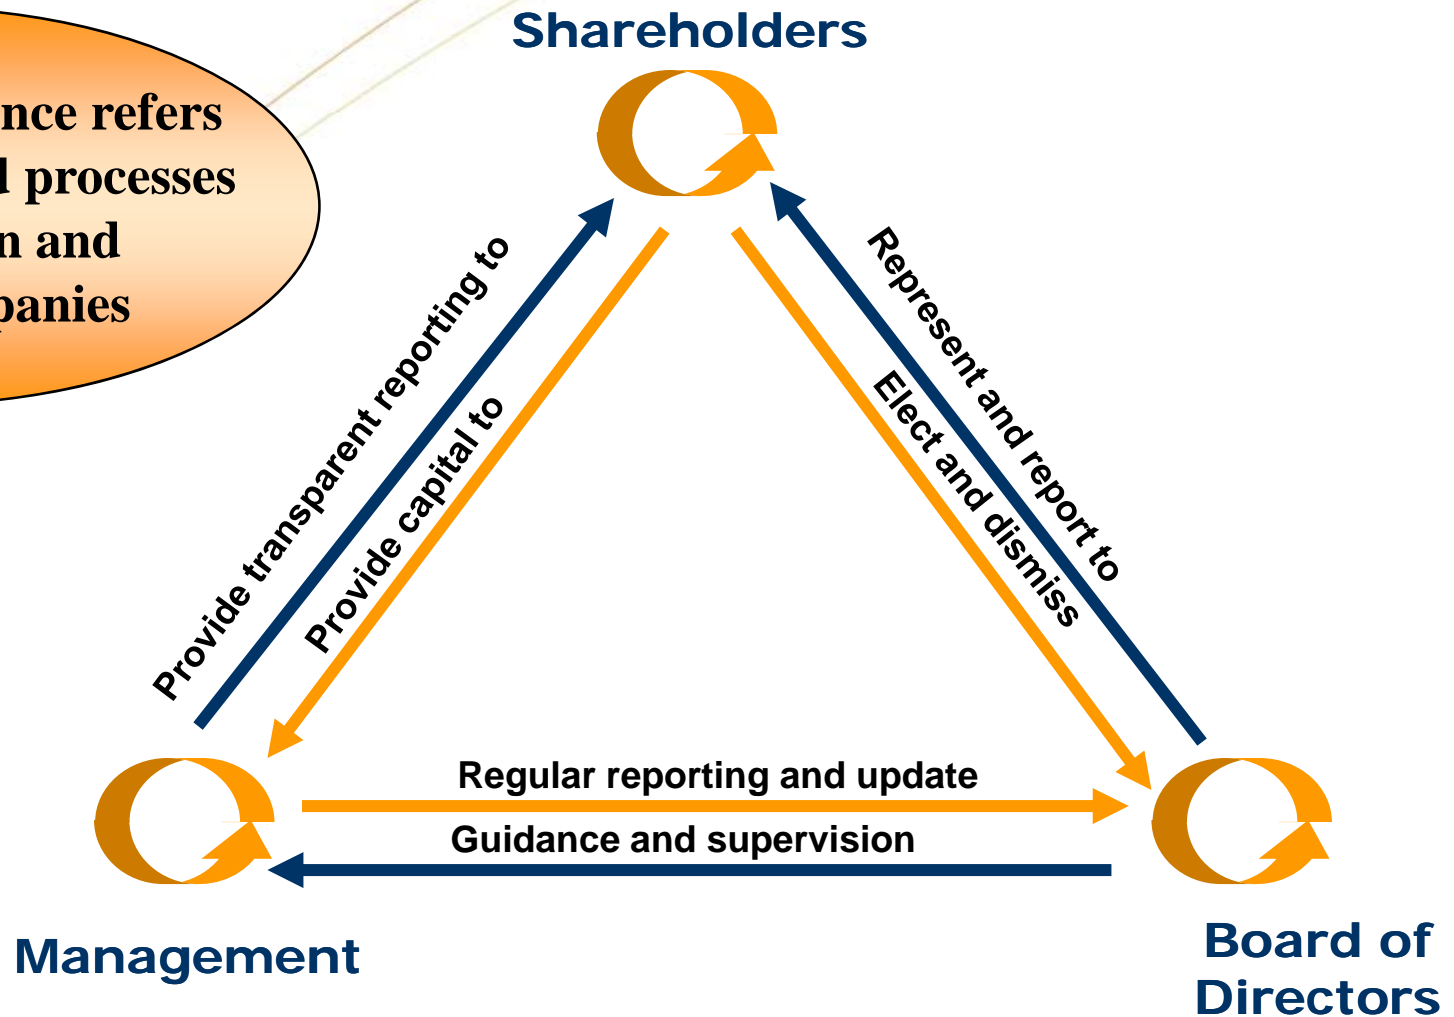 Shareholders
nce refers
processes
n and
panies
Provide transparent reporting to
Provide capital to
Represent and report to
Elect and dismiss
Regular reporting and update
Guidance and supervision
Management
Board of
Directors